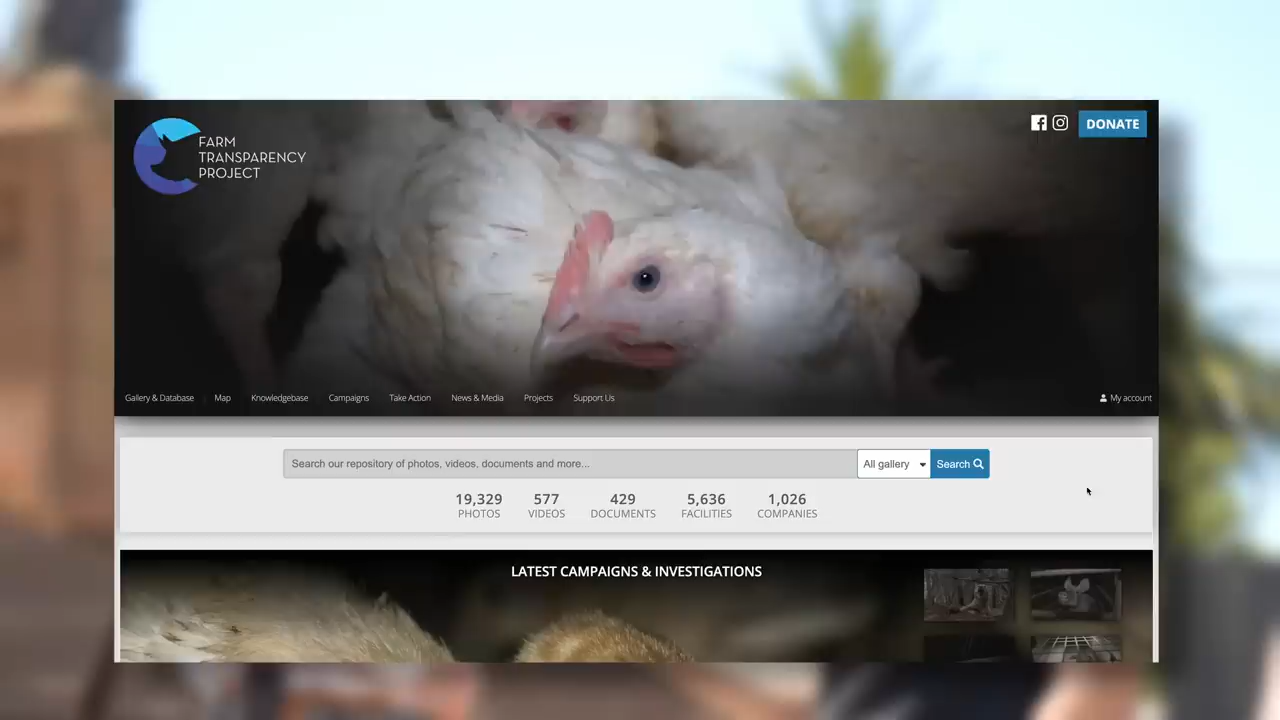 FARM
TRANSPARENCY
PROJECT
DONATE
Gallery & Database Map Knowledgebase Campaigns Take Action News & Media Projects Support Us My account
Search our repository of photos, videos, documents and more... All gallery Search
19,329 577 429 5,636 1,026
PHOTOS VIDEOS DOCUMENTS FACILITIES COMPANIES
LATEST CAMPAIGNS & INVESTIGATIONS